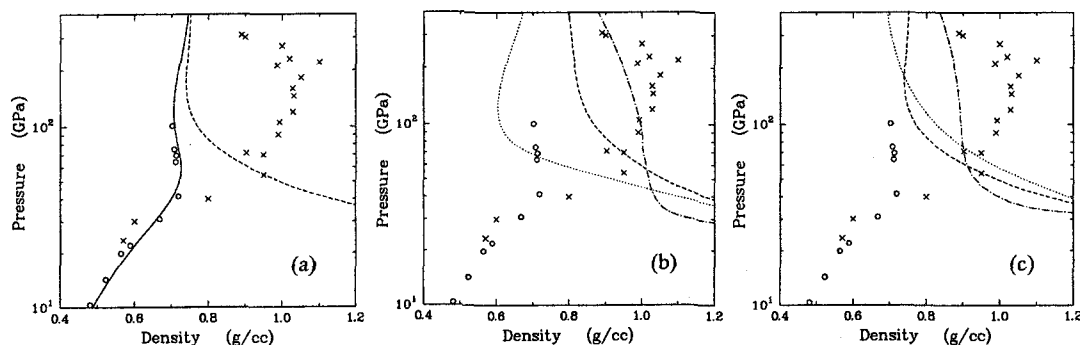 Pressure (GPa)
10²
10¹
0.4 0.6 0.8 1.0 1.2
Density (g/cc)
(a)
Pressure (GPa)
10²
10¹
0.4 0.6 0.8 1.0 1.2
Density (g/cc)
(b)
Pressure (GPa)
10²
10¹
0.4 0.6 0.8 1.0 1.2
Density (g/cc)
(c)